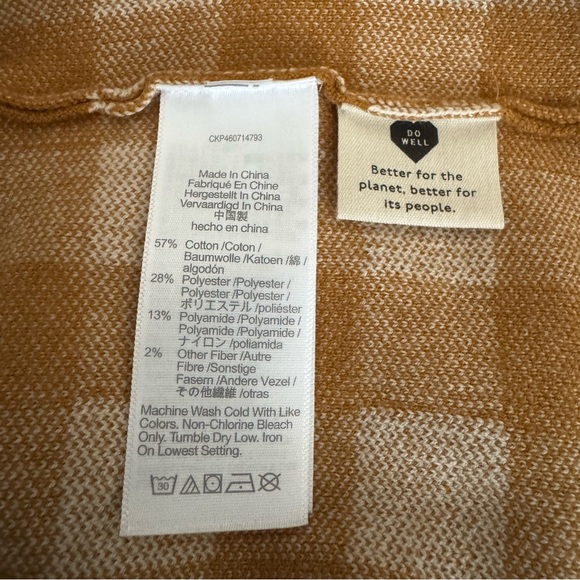 CKP460714793
Made In China
Fabriqué En Chine
Hergestellt In China
Vervaardigd In China
中国製
hecho en china
57% Cotton /Coton /
Baumwolle /Katoen /綿 /
algodón
28% Polyester /Polyester /
Polyester /Polyester /
ポリエステル /poliéster
13% Polyamide /Polyamide /
Polyamide /Polyamide /
ナイロン /poliamida
2% Other Fiber /Autre
Fibre /Sonstige
Fasern /Andere Vezel /
その他繊維 /otras
Machine Wash Cold With Like
Colors. Non-Chlorine Bleach
Only. Tumble Dry Low. Iron
On Lowest Setting.
30
DO
WELL
Better for the
planet, better for
its people.